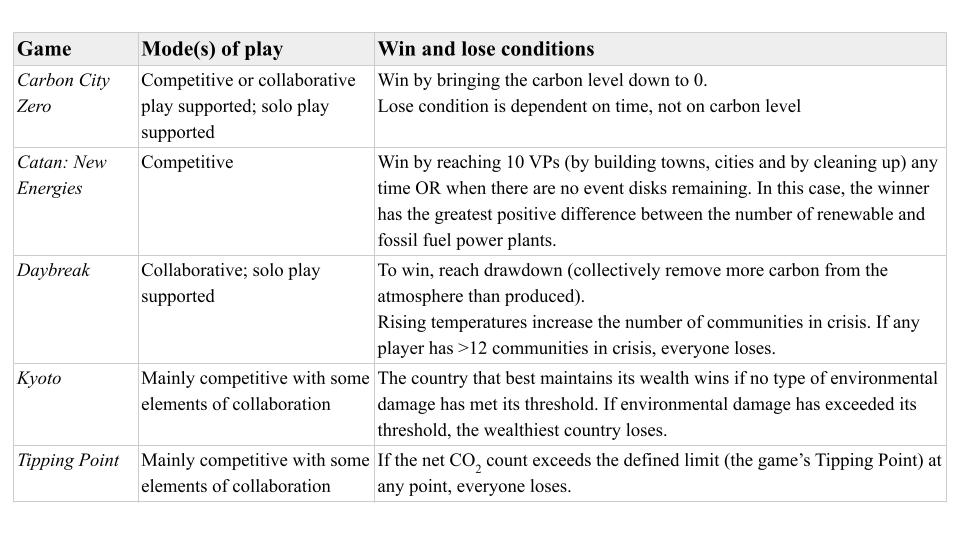 Game Mode(s) of play Win and lose conditions
Carbon City Competitive or collaborative Win by bringing the carbon level down to 0.
Zero play supported; solo play Lose condition is dependent on time, not on carbon level
supported
Catan: New Competitive Win by reaching 10 VPs (by building towns, cities and by cleaning up) any
Energies time OR when there are no event disks remaining. In this case, the winner
has the greatest positive difference between the number of renewable and
fossil fuel power plants.
Daybreak Collaborative; solo play To win, reach drawdown (collectively remove more carbon from the
supported atmosphere than produced).
Rising temperatures increase the number of communities in crisis. If any
player has >12 communities in crisis, everyone loses.
Kyoto Mainly competitive with some The country that best maintains its wealth wins if no type of environmental
elements of collaboration damage has met its threshold. If environmental damage has exceeded its
threshold, the wealthiest country loses.
Tipping Point Mainly competitive with some If the net CO₂ count exceeds the defined limit (the game’s Tipping Point) at
elements of collaboration any point, everyone loses.